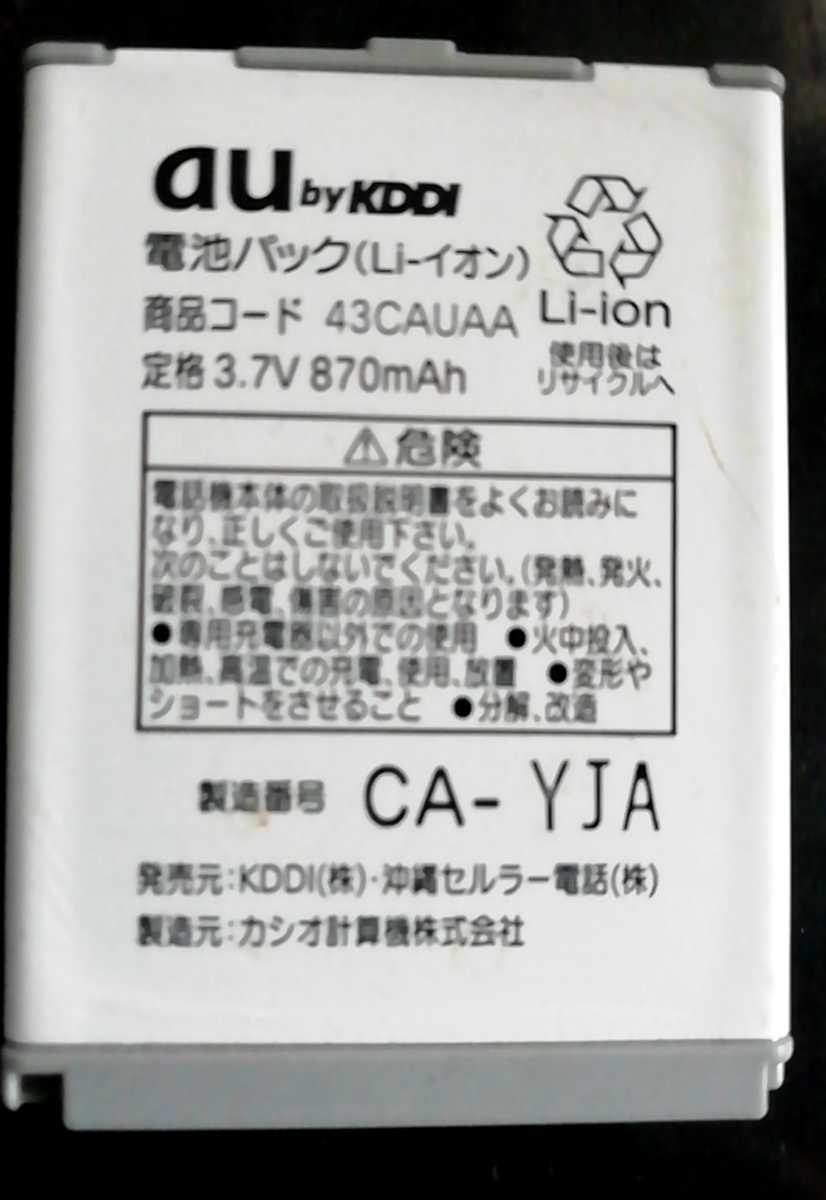 au by KDDI
電池パック(Li-イオン)
商品コード 43CAUAA
定格 3.7V 870mAh
Li-ion
使用後は
リサイクルへ
⚠危険
電話機本体の取扱説明書をよくお読みに
なり、正しくご使用下さい。
次のことはしないでください。(発熱、発火、
破裂、感電、傷害の原因となります)
●専用充電器以外での使用 ●火中投入、
加熱、高温での充電、使用、放置 ●変形や
ショートをさせること ●分解、改造
製造番号 CA- YJA
発売元:KDDI(株)・沖縄セルラー電話(株)
製造元:カシオ計算機株式会社